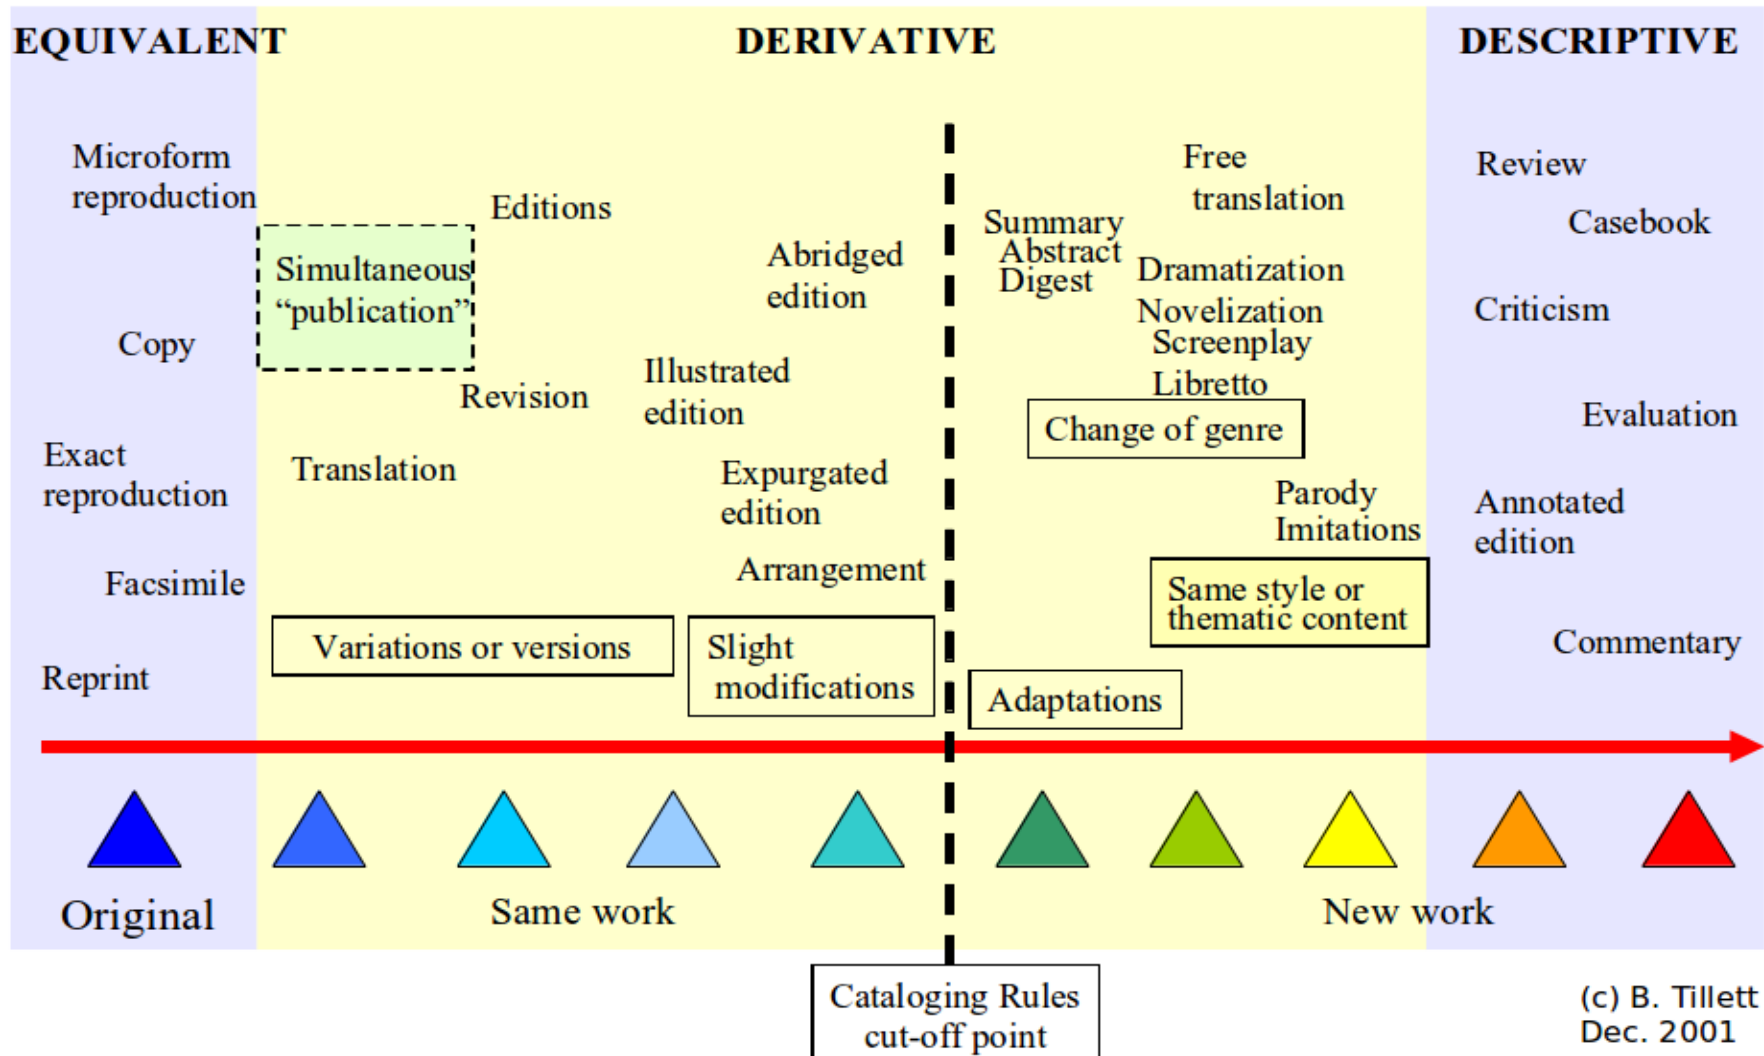 EQUIVALENT
DERIVATIVE
DESCRIPTIVE
Microform
reproduction
Copy
Exact
reproduction
Facsimile
Reprint
Simultaneous
“publication”
Editions
Revision
Translation
Illustrated
edition
Abridged
edition
Expurgated
edition
Arrangement
Variations or versions
Slight
modifications
Summary
Abstract
Digest
Free
translation
Dramatization
Novelization
Screenplay
Libretto
Change of genre
Parody
Imitations
Same style or
thematic content
Adaptations
Review
Casebook
Criticism
Evaluation
Annotated
edition
Commentary
Original
Same work
New work
Cataloging Rules
cut-off point
(c) B. Tillett
Dec. 2001